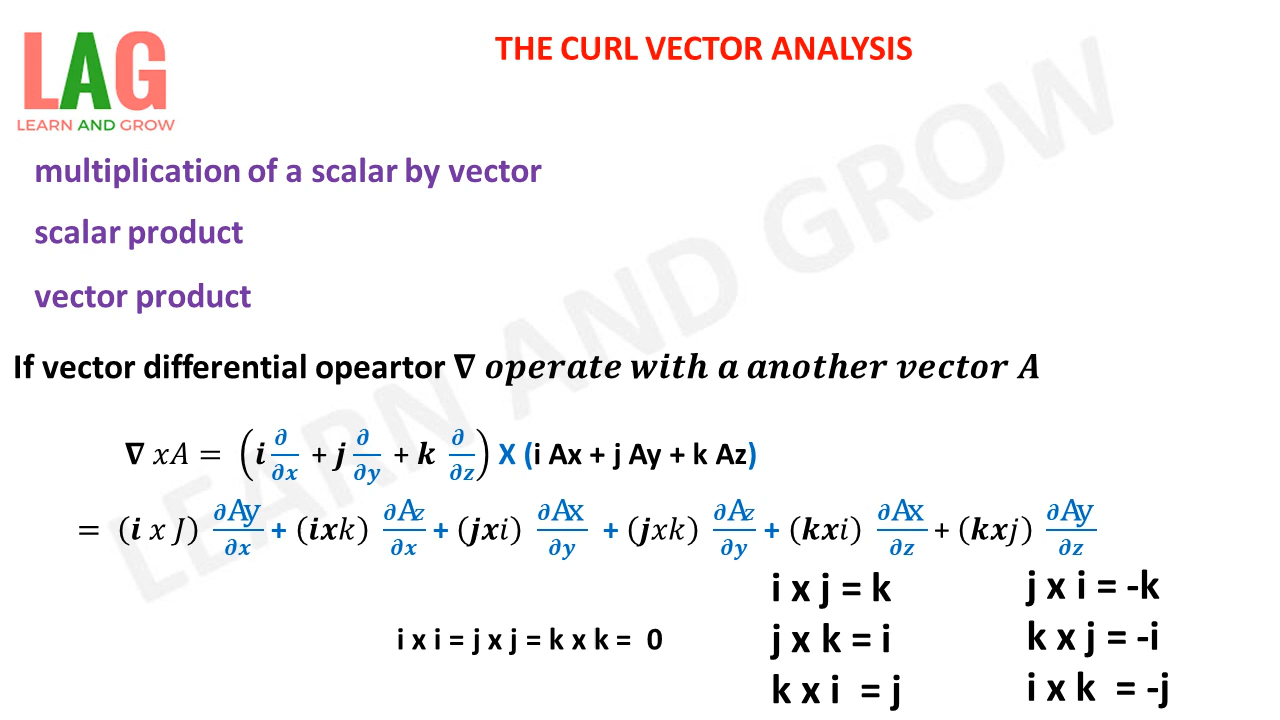 LAG
LEARN AND GROW
THE CURL VECTOR ANALYSIS
multiplication of a scalar by vector
scalar product
vector product
If vector differential opeartor ∇ operate with a another vector A
∇ xA = (i ∂/∂x + j ∂/∂y + k ∂/∂z) X (i Ax + j Ay + k Az)
= (i x J) ∂Ay/∂x + (ixk) ∂Az/∂x + (jxi) ∂Ax/∂y + (jxk) ∂Az/∂y + (kxi) ∂Ax/∂z + (kxj) ∂Ay/∂z
i x j = k
j x i = -k
i x i = j x j = k x k = 0
j x k = i
k x j = -i
k x i = j
i x k = -j
LEARN AND GROW